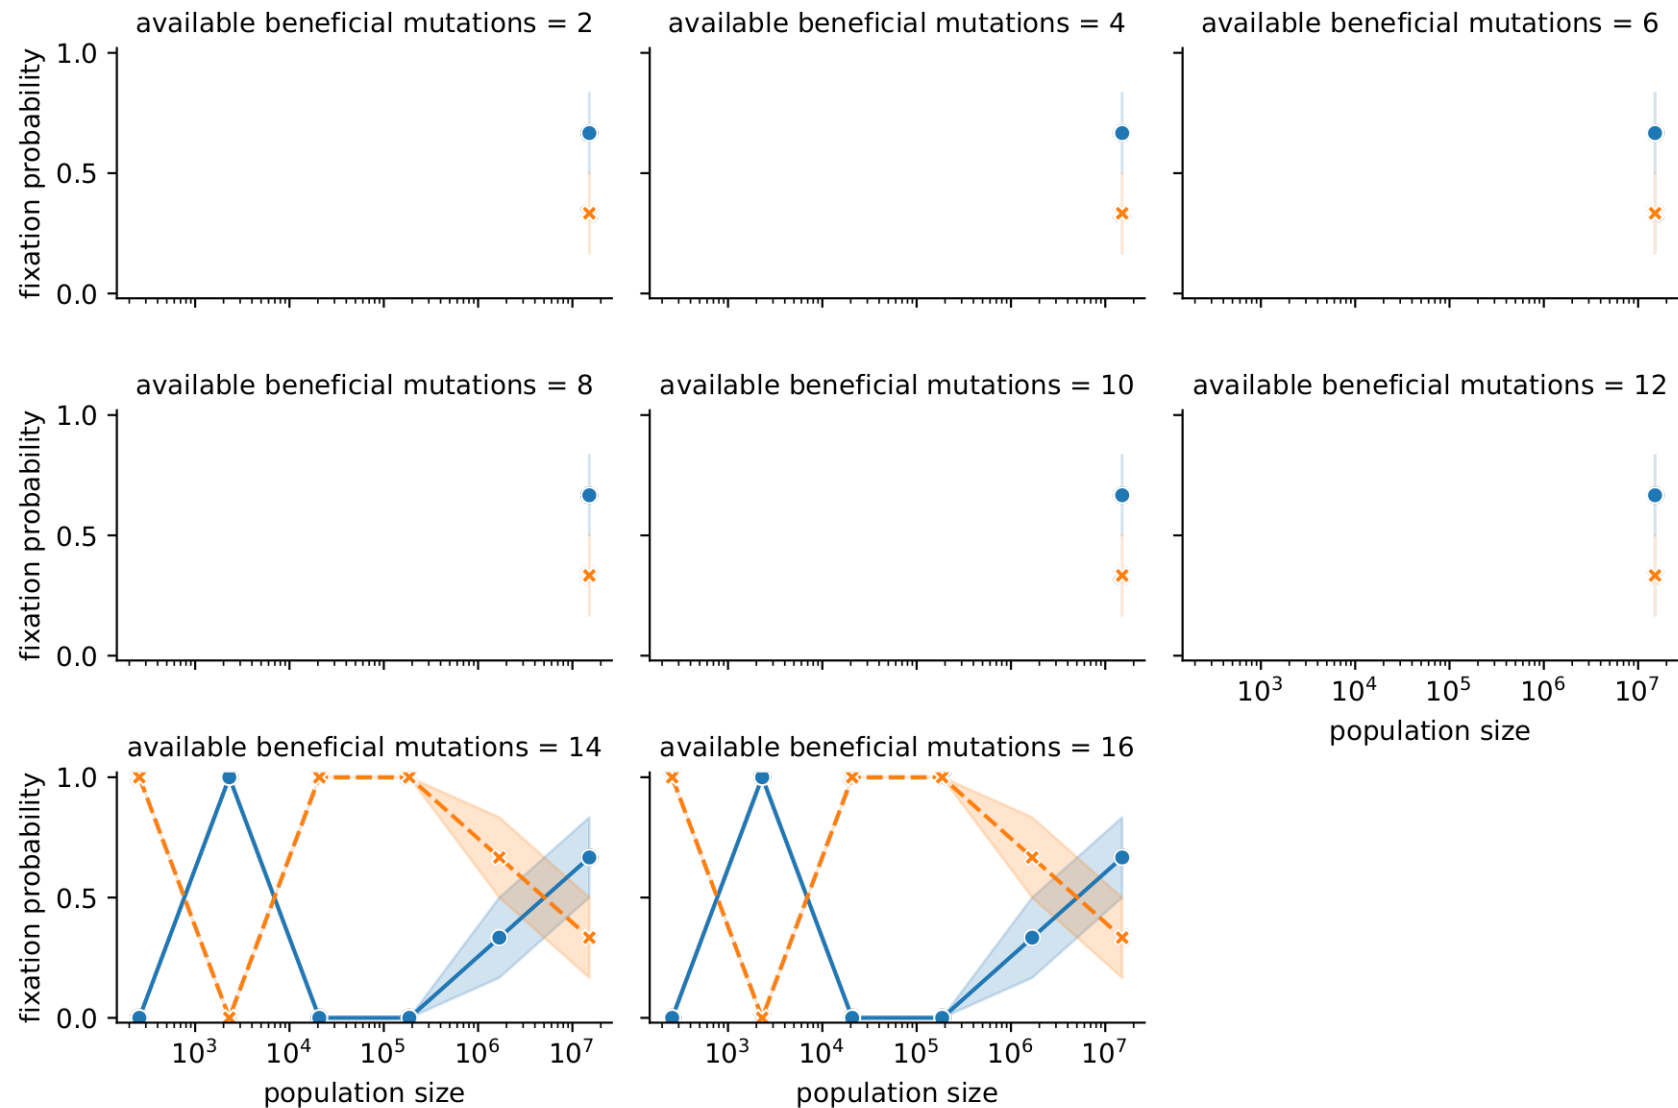 available beneficial mutations = 2
available beneficial mutations = 4
available beneficial mutations = 6
fixation probability
1.0
0.5
0.0
available beneficial mutations = 8
available beneficial mutations = 10
available beneficial mutations = 12
fixation probability
1.0
0.5
0.0
10³ 10⁴ 10⁵ 10⁶ 10⁷
population size
available beneficial mutations = 14
available beneficial mutations = 16
fixation probability
1.0
0.5
0.0
10³ 10⁴ 10⁵ 10⁶ 10⁷
population size
10³ 10⁴ 10⁵ 10⁶ 10⁷
population size